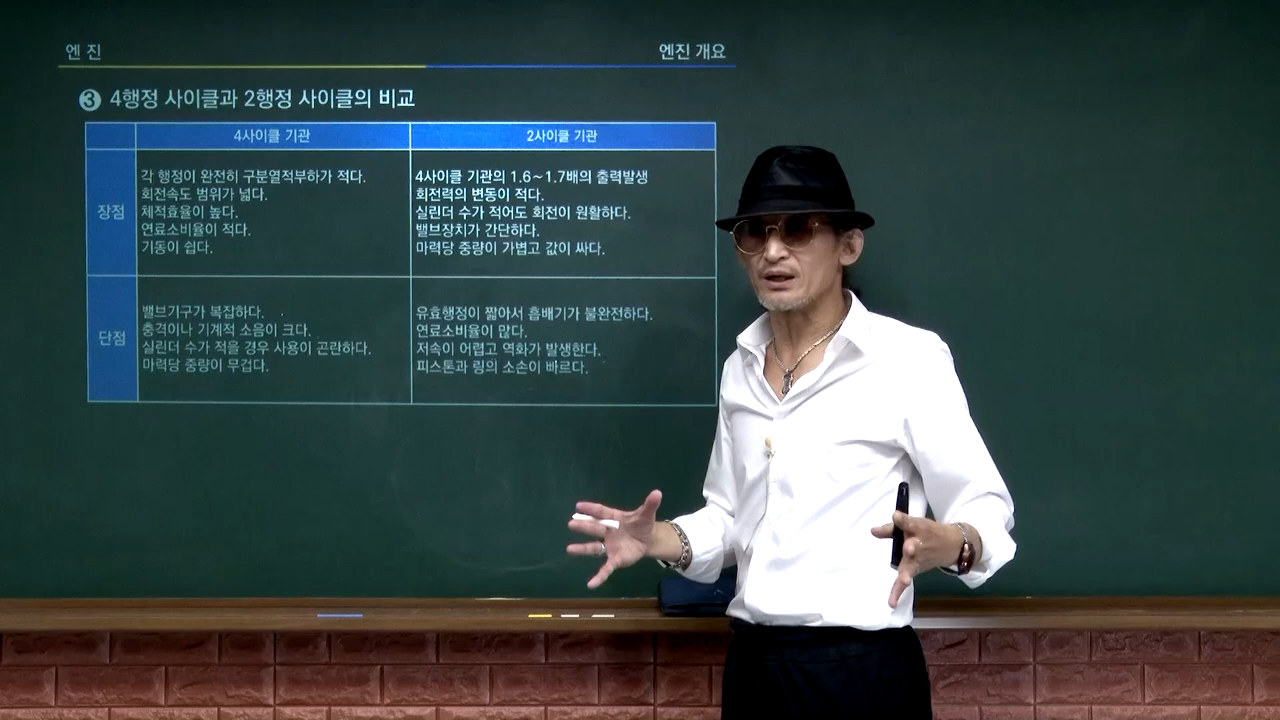 엔 진
엔진 개요
3 4행정 사이클과 2행정 사이클의 비교
4사이클 기관
2사이클 기관
장점
각 행정이 완전히 구분열적부하가 적다.
회전속도 범위가 넓다.
체적효율이 높다.
연료소비율이 적다.
기동이 쉽다.
4사이클 기관의 1.6~1.7배의 출력발생
회전력의 변동이 적다.
실린더 수가 적어도 회전이 원활하다.
밸브장치가 간단하다.
마력당 중량이 가볍고 값이 싸다.
단점
밸브기구가 복잡하다.
충격이나 기계적 소음이 크다.
실린더 수가 적을 경우 사용이 곤란하다.
마력당 중량이 무겁다.
유효행정이 짧아서 흡배기가 불완전하다.
연료소비율이 많다.
저속이 어렵고 역화가 발생한다.
피스톤과 링의 소손이 빠르다.